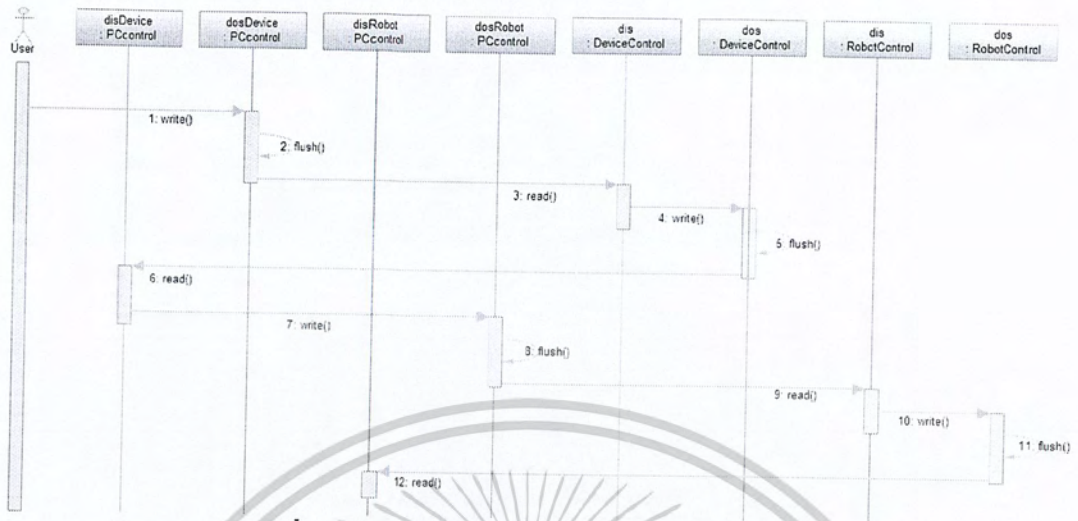 User
disDevice
: PCcontrol
dosDevice
: PCcontrol
disRobot
: PCcontrol
dosRobot
: PCcontrol
dis
: DeviceControl
dos
: DeviceControl
dis
: RobotControl
dos
: RobotControl
1: write()
2: flush()
3: read()
4: write()
5: flush()
6: read()
7: write()
8: flush()
9: read()
10: write()
11: flush()
12: read()